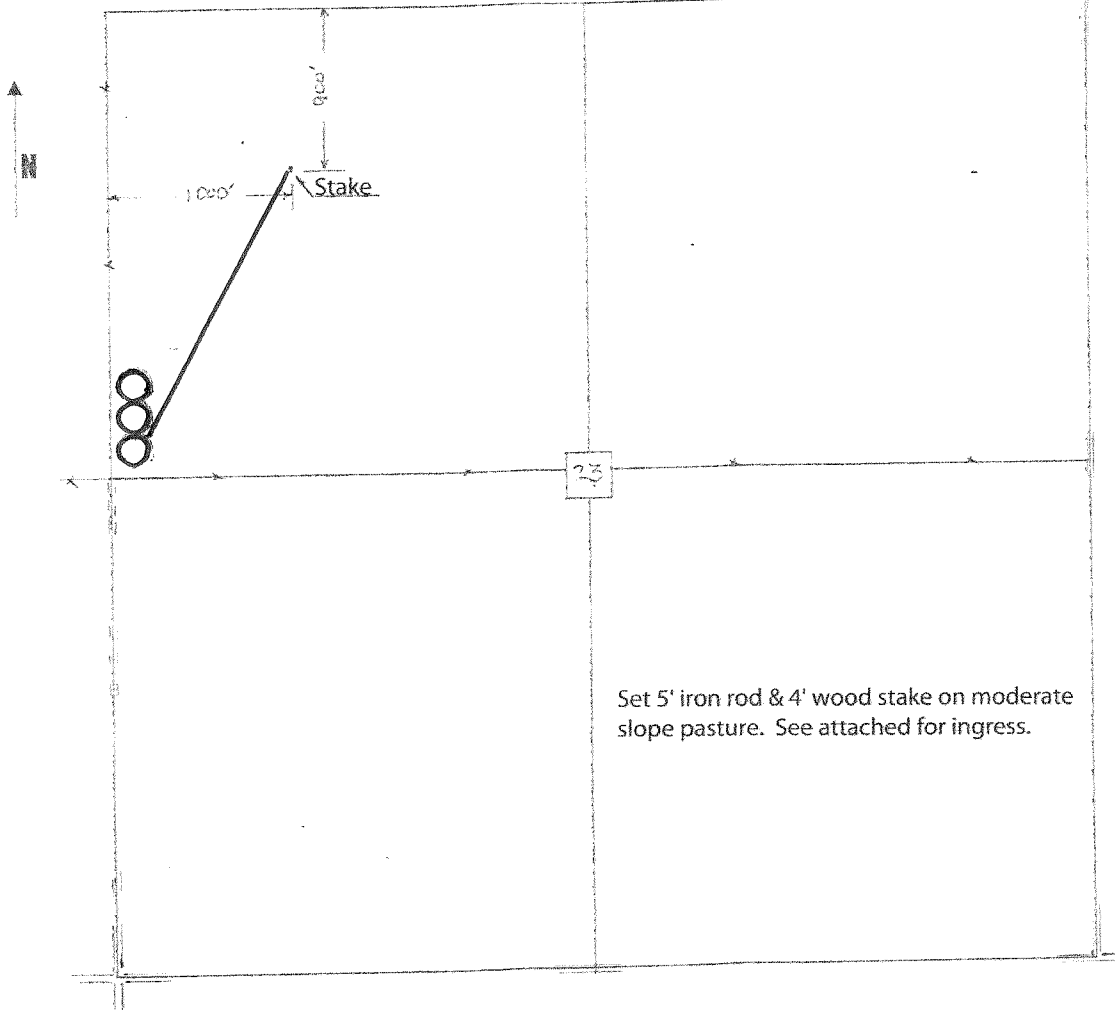 900'
N
1000'
Stake
23
Set 5' iron rod & 4' wood stake on moderate
slope pasture. See attached for ingress.